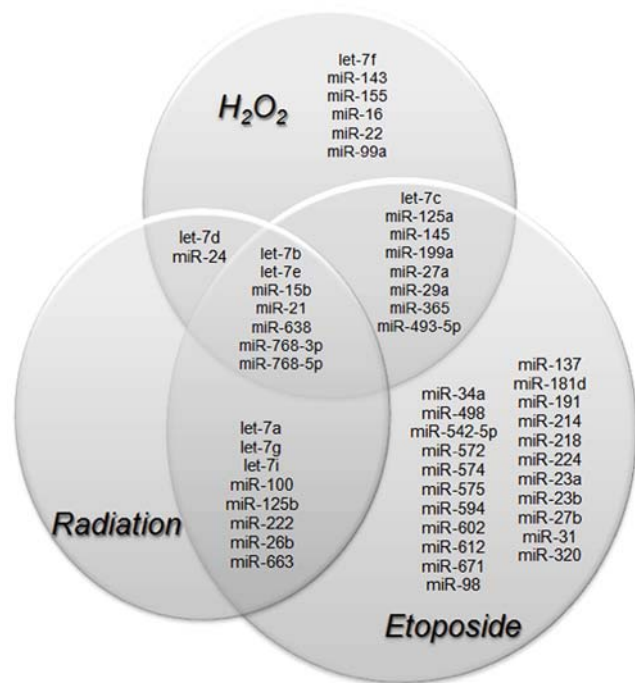 let-7f
miR-143
miR-155
miR-16
miR-22
miR-99a
H₂O₂
let-7d
miR-24
let-7b
let-7e
miR-15b
miR-21
miR-638
miR-768-3p
miR-768-5p
let-7c
miR-125a
miR-145
miR-199a
miR-27a
miR-29a
miR-365
miR-493-5p
let-7a
let-7g
let-7i
miR-100
miR-125b
miR-222
miR-26b
miR-663
Radiation
miR-34a
miR-498
miR-542-5p
miR-572
miR-574
miR-575
miR-594
miR-602
miR-612
miR-671
miR-98
miR-137
miR-181d
miR-191
miR-214
miR-218
miR-224
miR-23a
miR-23b
miR-27b
miR-31
miR-320
Etoposide